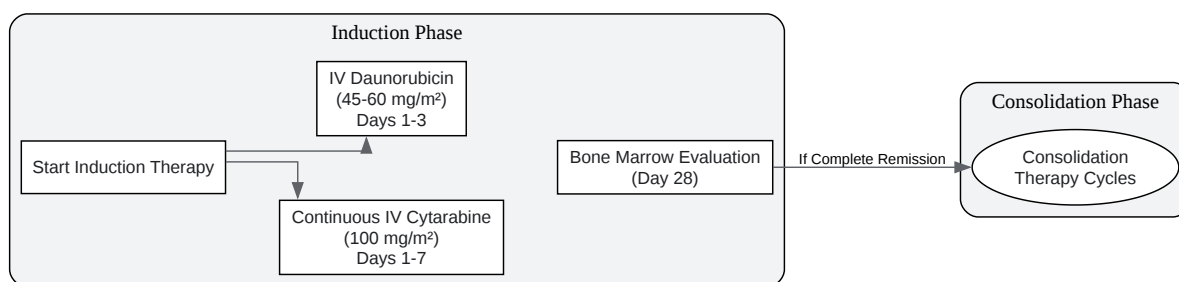 Induction Phase
IV Daunorubicin
(45-60 mg/m²)
Days 1-3
Start Induction Therapy
Continuous IV Cytarabine
(100 mg/m²)
Days 1-7
Bone Marrow Evaluation
(Day 28)
If Complete Remission
Consolidation Phase
Consolidation
Therapy Cycles